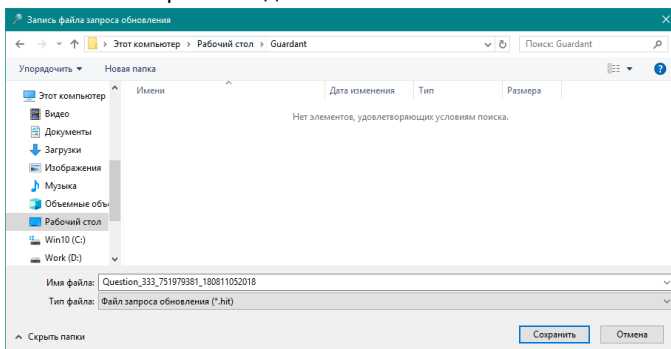 Запись файла запроса обновления
Этот компьютер › Рабочий стол › Guardant
Поиск: Guardant
Упорядочить
Новая папка
Этот компьютер
Видео
Документы
Загрузки
Изображения
Музыка
Объемные объ
Рабочий стол
Win10 (C:)
Work (D:)
Имени
Дата изменения
Тип
Размера
Нет элементов, удовлетворяющих условиям поиска.
Имя файла: Question_333_751979381_180811052018
Тип файла: Файл запроса обновления (*.hit)
Скрыть папки
Сохранить
Отмена